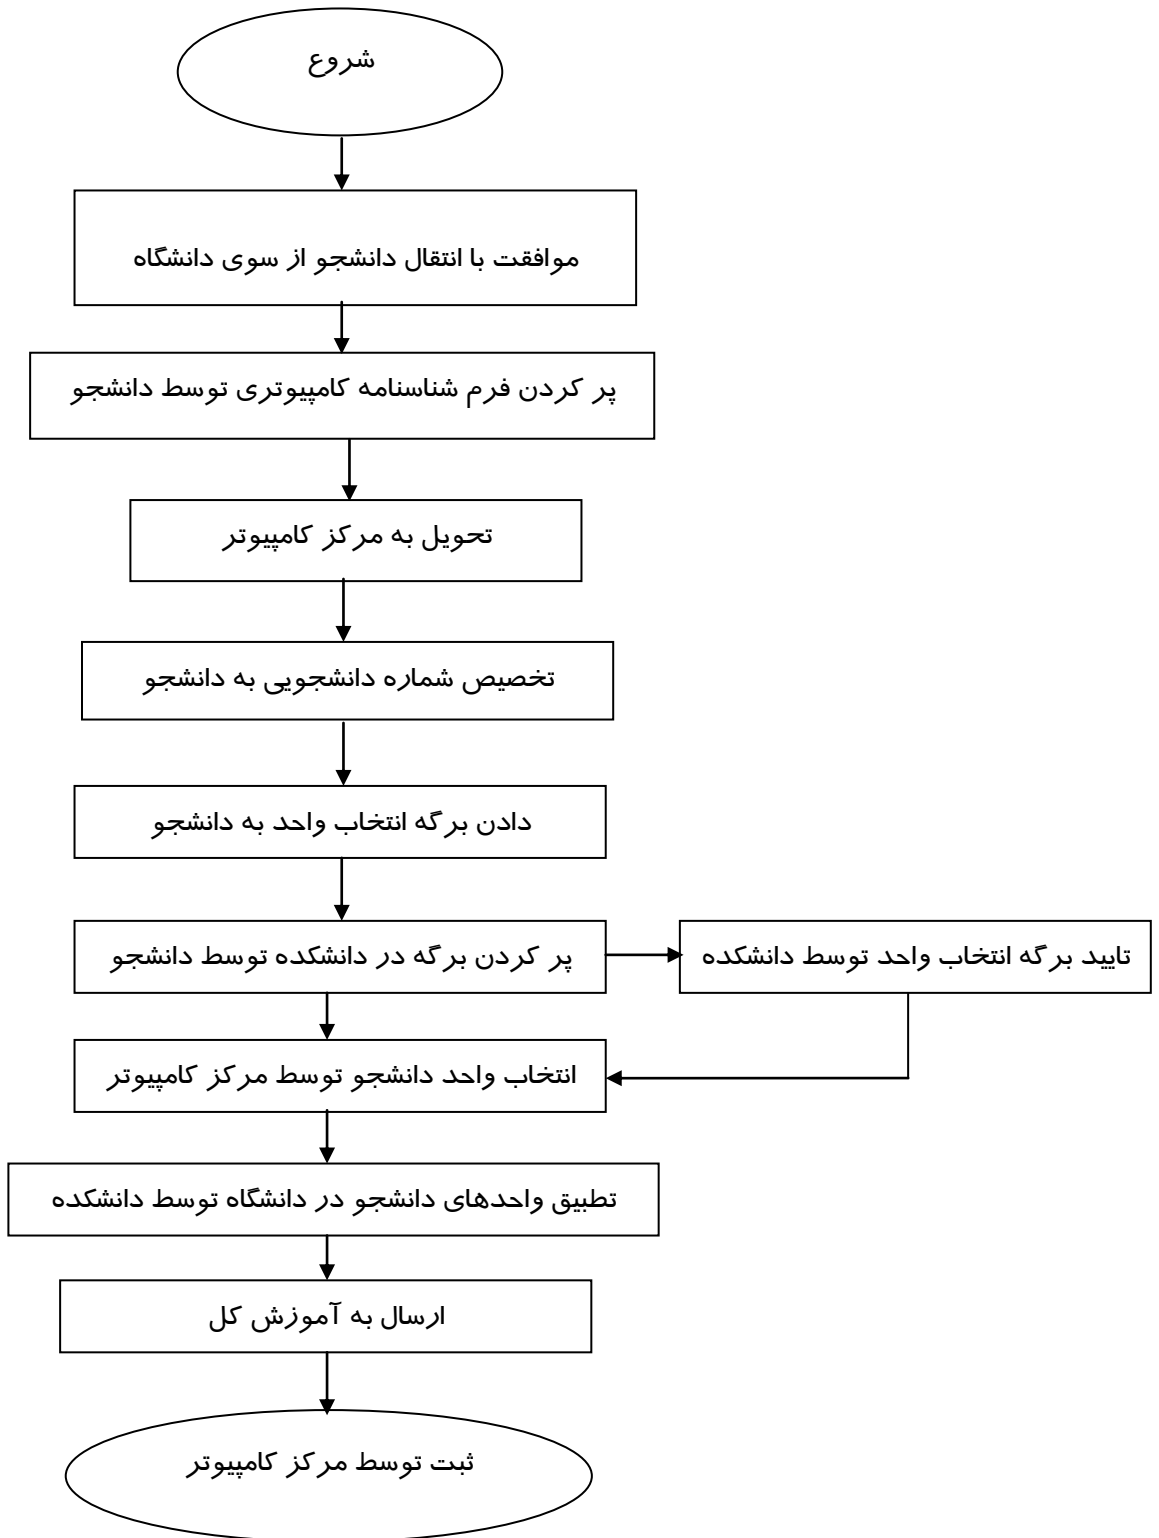 شروع
موافقت با انتقال دانشجو از سوی دانشگاه
پر کردن فرم شناسنامه کامپیوتری توسط دانشجو
تحویل به مرکز کامپیوتر
تخصیص شماره دانشجویی به دانشجو
دادن برگه انتخاب واحد به دانشجو
پر کردن برگه در دانشکده توسط دانشجو
تایید برگه انتخاب واحد توسط دانشکده
انتخاب واحد دانشجو توسط مرکز کامپیوتر
تطبیق واحدهای دانشجو در دانشگاه توسط دانشکده
ارسال به آموزش کل
ثبت توسط مرکز کامپیوتر